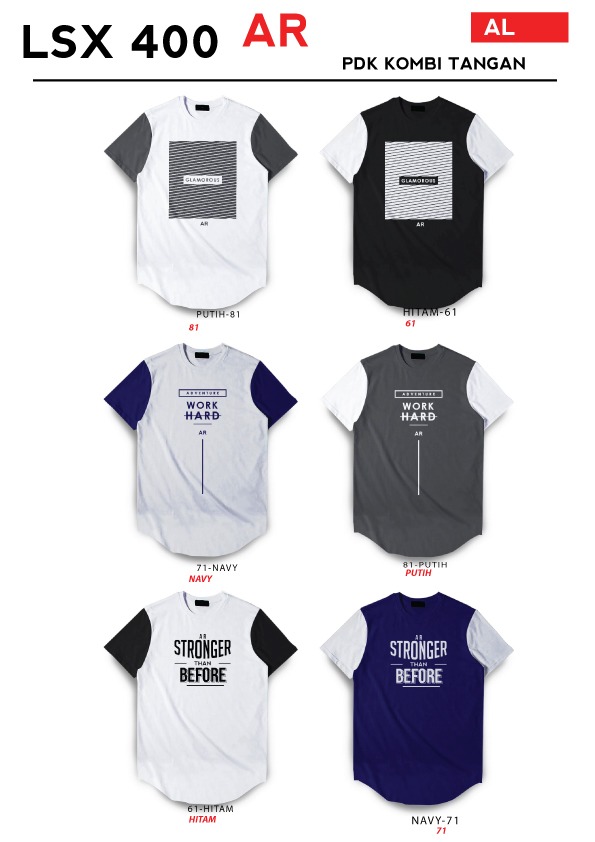 LSX 400 AR
AL
PDK KOMBI TANGAN
GLAMOROUS
AR
PUTIH-81
81
GLAMOROUS
AR
HITAM-61
61
ADVENTURE
WORK
HARD
AR
71-NAVY
NAVY
ADVENTURE
WORK
HARD
AR
81-PUTIH
PUTIH
AR
STRONGER
THAN
BEFORE
61-HITAM
HITAM
AR
STRONGER
THAN
BEFORE
NAVY-71
71